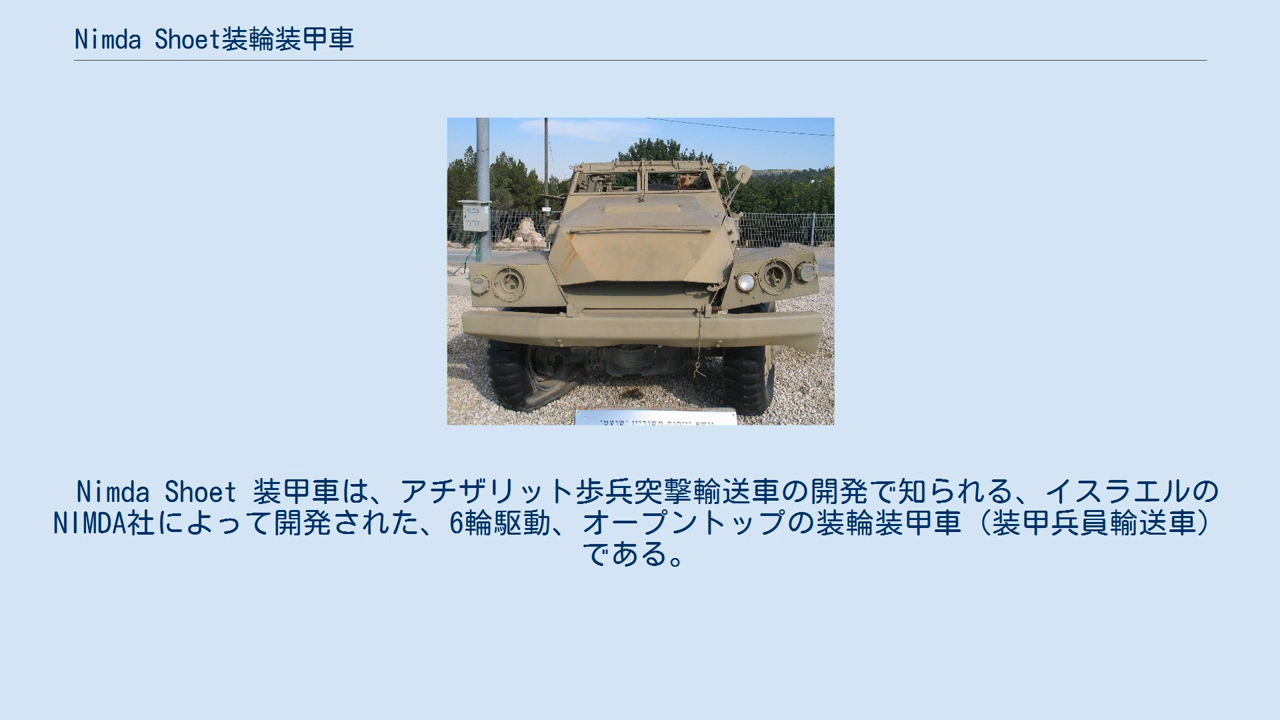 Nimda Shoet装輪装甲車
Nimda Shoet 装甲車は、アチザリット歩兵突撃輸送車の開発で知られる、イスラエルの
NIMDA社によって開発された、6輪駆動、オープントップの装輪装甲車（装甲兵員輸送車）
である。